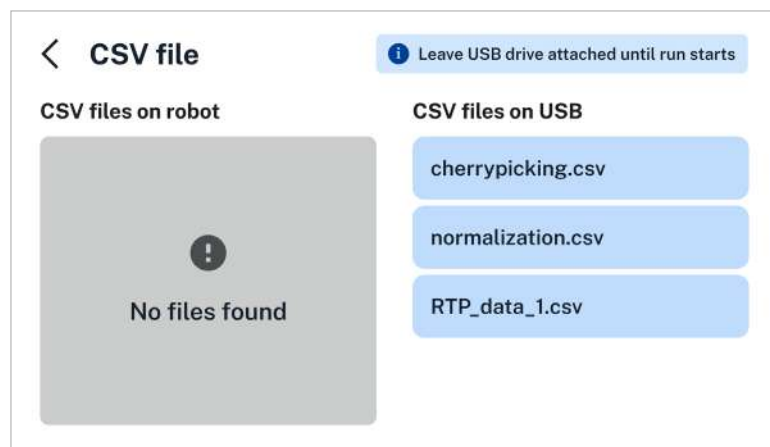 CSV file
Leave USB drive attached until run starts
CSV files on robot
No files found
CSV files on USB
cherrypicking.csv
normalization.csv
RTP_data_1.csv